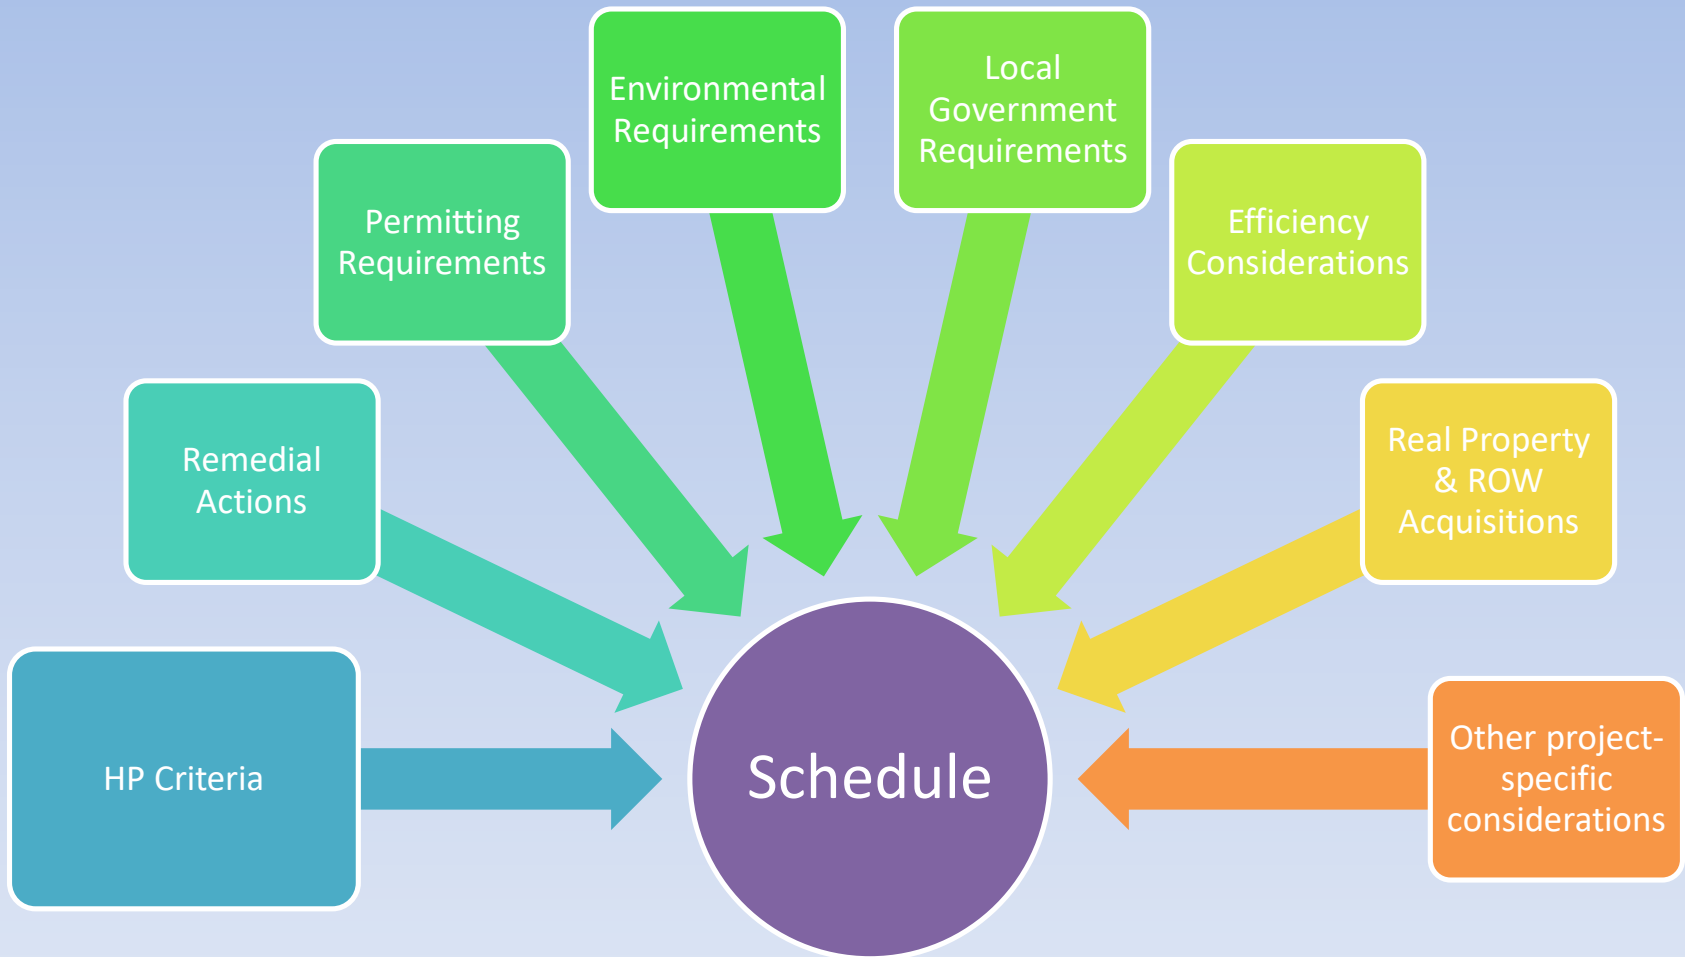 Environmental
Requirements
Local
Government
Requirements
Permitting
Requirements
Efficiency
Considerations
Remedial
Actions
Real Property
& ROW
Acquisitions
HP Criteria
Schedule
Other project-
specific
considerations